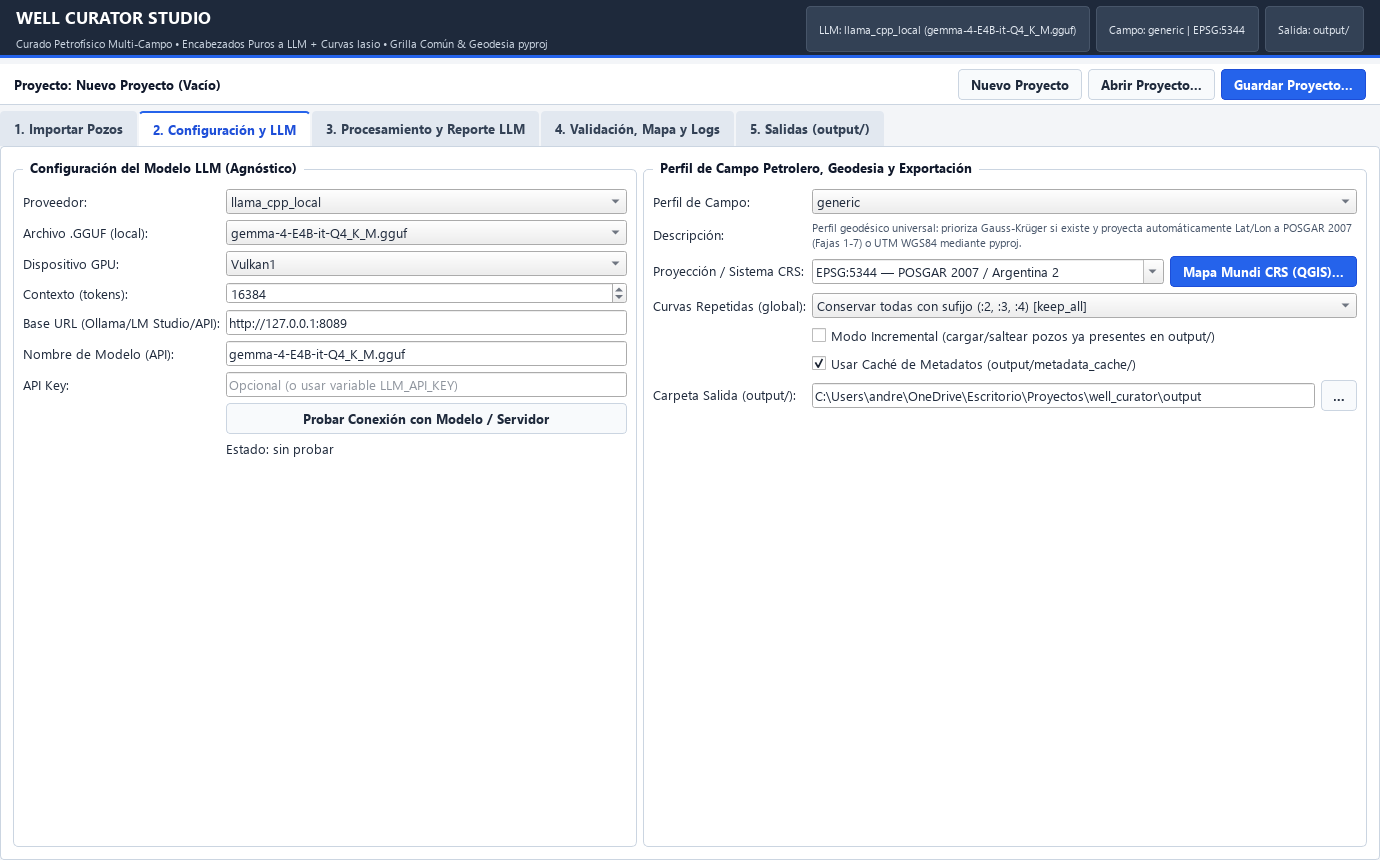 WELL CURATOR STUDIO
Curado Petrofísico Multi-Campo • Encabezados Puros a LLM + Curvas lasio • Grilla Común & Geodesia pyproj
LLM: llama_cpp_local (gemma-4-E4B-it-Q4_K_M.gguf)
Campo: generic | EPSG:5344
Salida: output/
Proyecto: Nuevo Proyecto (Vacío)
Nuevo Proyecto
Abrir Proyecto...
Guardar Proyecto...
1. Importar Pozos
2. Configuración y LLM
3. Procesamiento y Reporte LLM
4. Validación, Mapa y Logs
5. Salidas (output/)
Configuración del Modelo LLM (Agnóstico)
Proveedor:
llama_cpp_local
Archivo .GGUF (local):
gemma-4-E4B-it-Q4_K_M.gguf
Dispositivo GPU:
Vulkan1
Contexto (tokens):
16384
Base URL (Ollama/LM Studio/API):
http://127.0.0.1:8089
Nombre de Modelo (API):
gemma-4-E4B-it-Q4_K_M.gguf
API Key:
Opcional (o usar variable LLM_API_KEY)
Probar Conexión con Modelo / Servidor
Estado: sin probar
Perfil de Campo Petrolero, Geodesia y Exportación
Perfil de Campo:
generic
Descripción:
Perfil geodésico universal: prioriza Gauss-Krüger si existe y proyecta automáticamente Lat/Lon a POSGAR 2007
(Fajas 1-7) o UTM WGS84 mediante pyproj.
Proyección / Sistema CRS:
EPSG:5344 — POSGAR 2007 / Argentina 2
Mapa Mundi CRS (QGIS)...
Curvas Repetidas (global):
Conservar todas con sufijo (:2, :3, :4) [keep_all]
Modo Incremental (cargar/saltear pozos ya presentes en output/)
Usar Caché de Metadatos (output/metadata_cache/)
Carpeta Salida (output/):
C:\Users\andre\OneDrive\Escritorio\Proyectos\well_curator\output
...